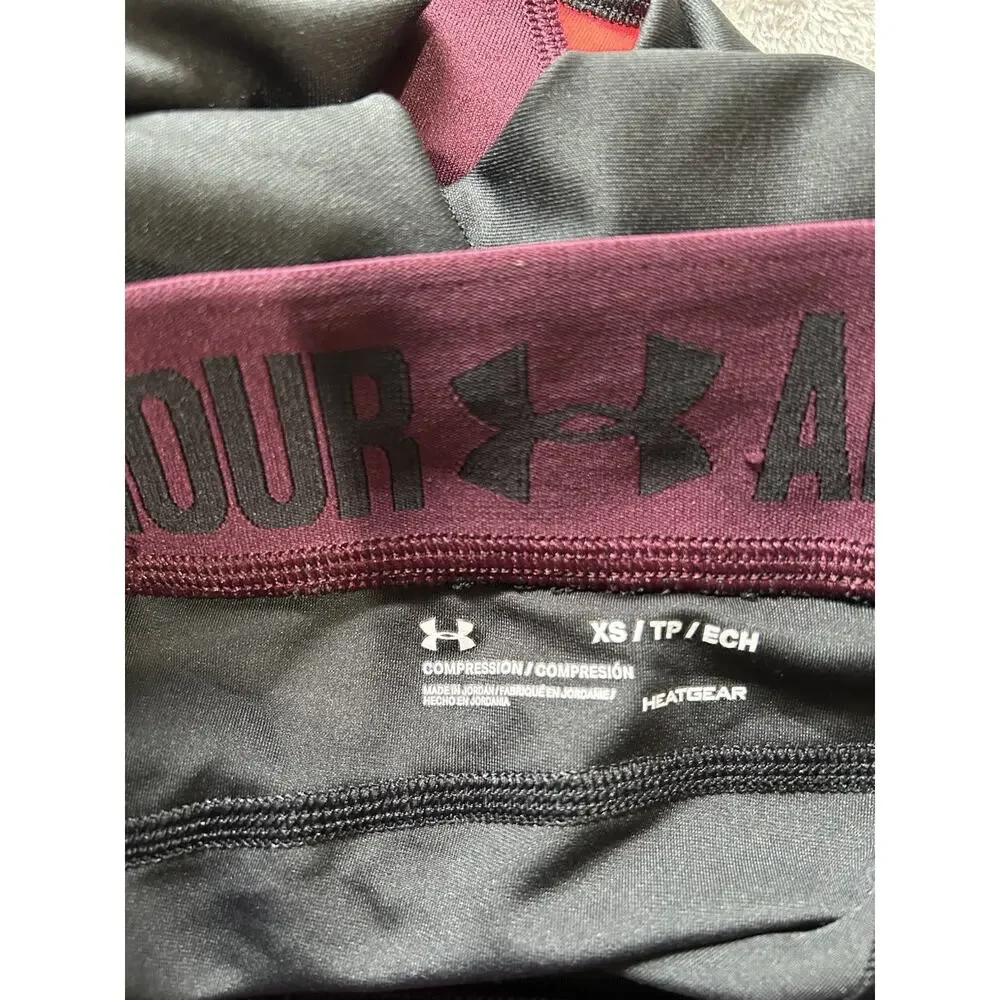 OUR A
XS / TP / ECH
COMPRESSION / COMPRESIÓN
MADE IN JORDAN / FABRIQUÉ EN JORDANIE /
HECHO EN JORDANIA
HEATGEAR